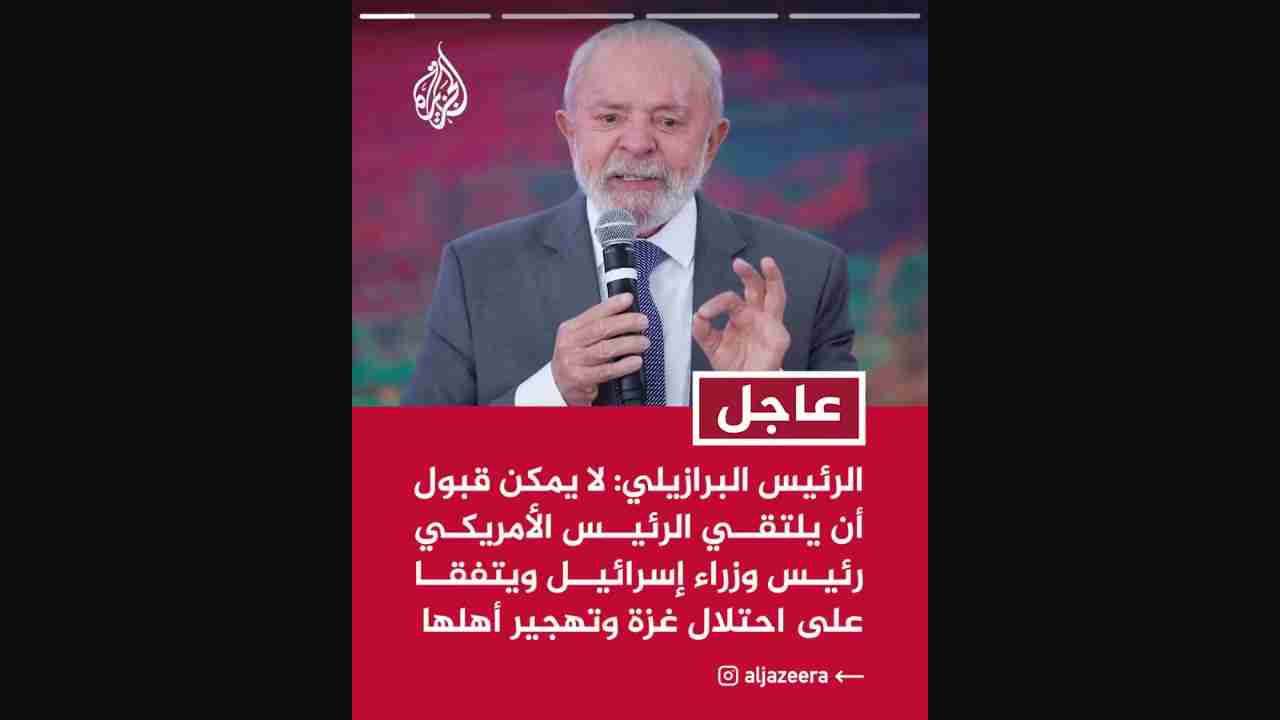 الجزيرة
عاجل
الرئيس البرازيلي: لا يمكن قبول
أن يلتقي الرئيس الأمريكي
رئيس وزراء إسرائيل ويتفقا
على احتلال غزة وتهجير أهلها
aljazeera